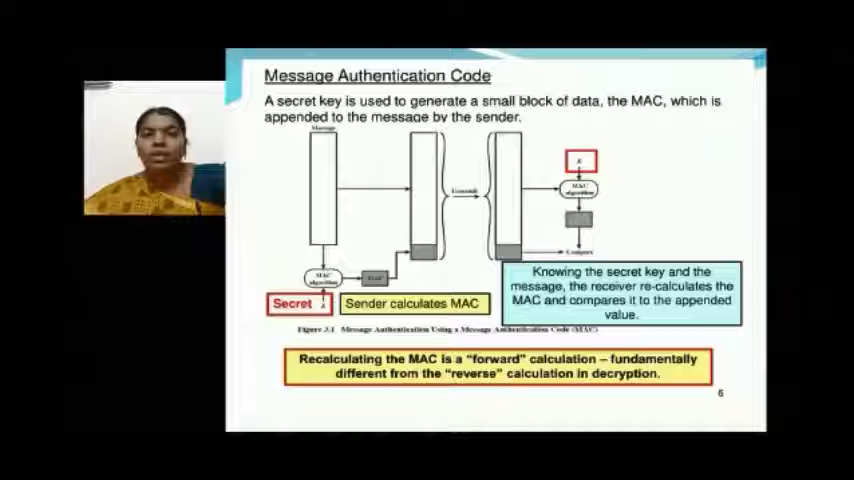 Message Authentication Code
A secret key is used to generate a small block of data, the MAC, which is
appended to the message by the sender.
Message
K
MAC
algorithm
Transmit
Compare
MAC
algorithm
MAC
K
Secret
Sender calculates MAC
Knowing the secret key and the
message, the receiver re-calculates the
MAC and compares it to the appended
value.
Figure 3.1 Message Authentication Using a Message Authentication Code (MAC)
Recalculating the MAC is a “forward” calculation – fundamentally
different from the “reverse” calculation in decryption.
6